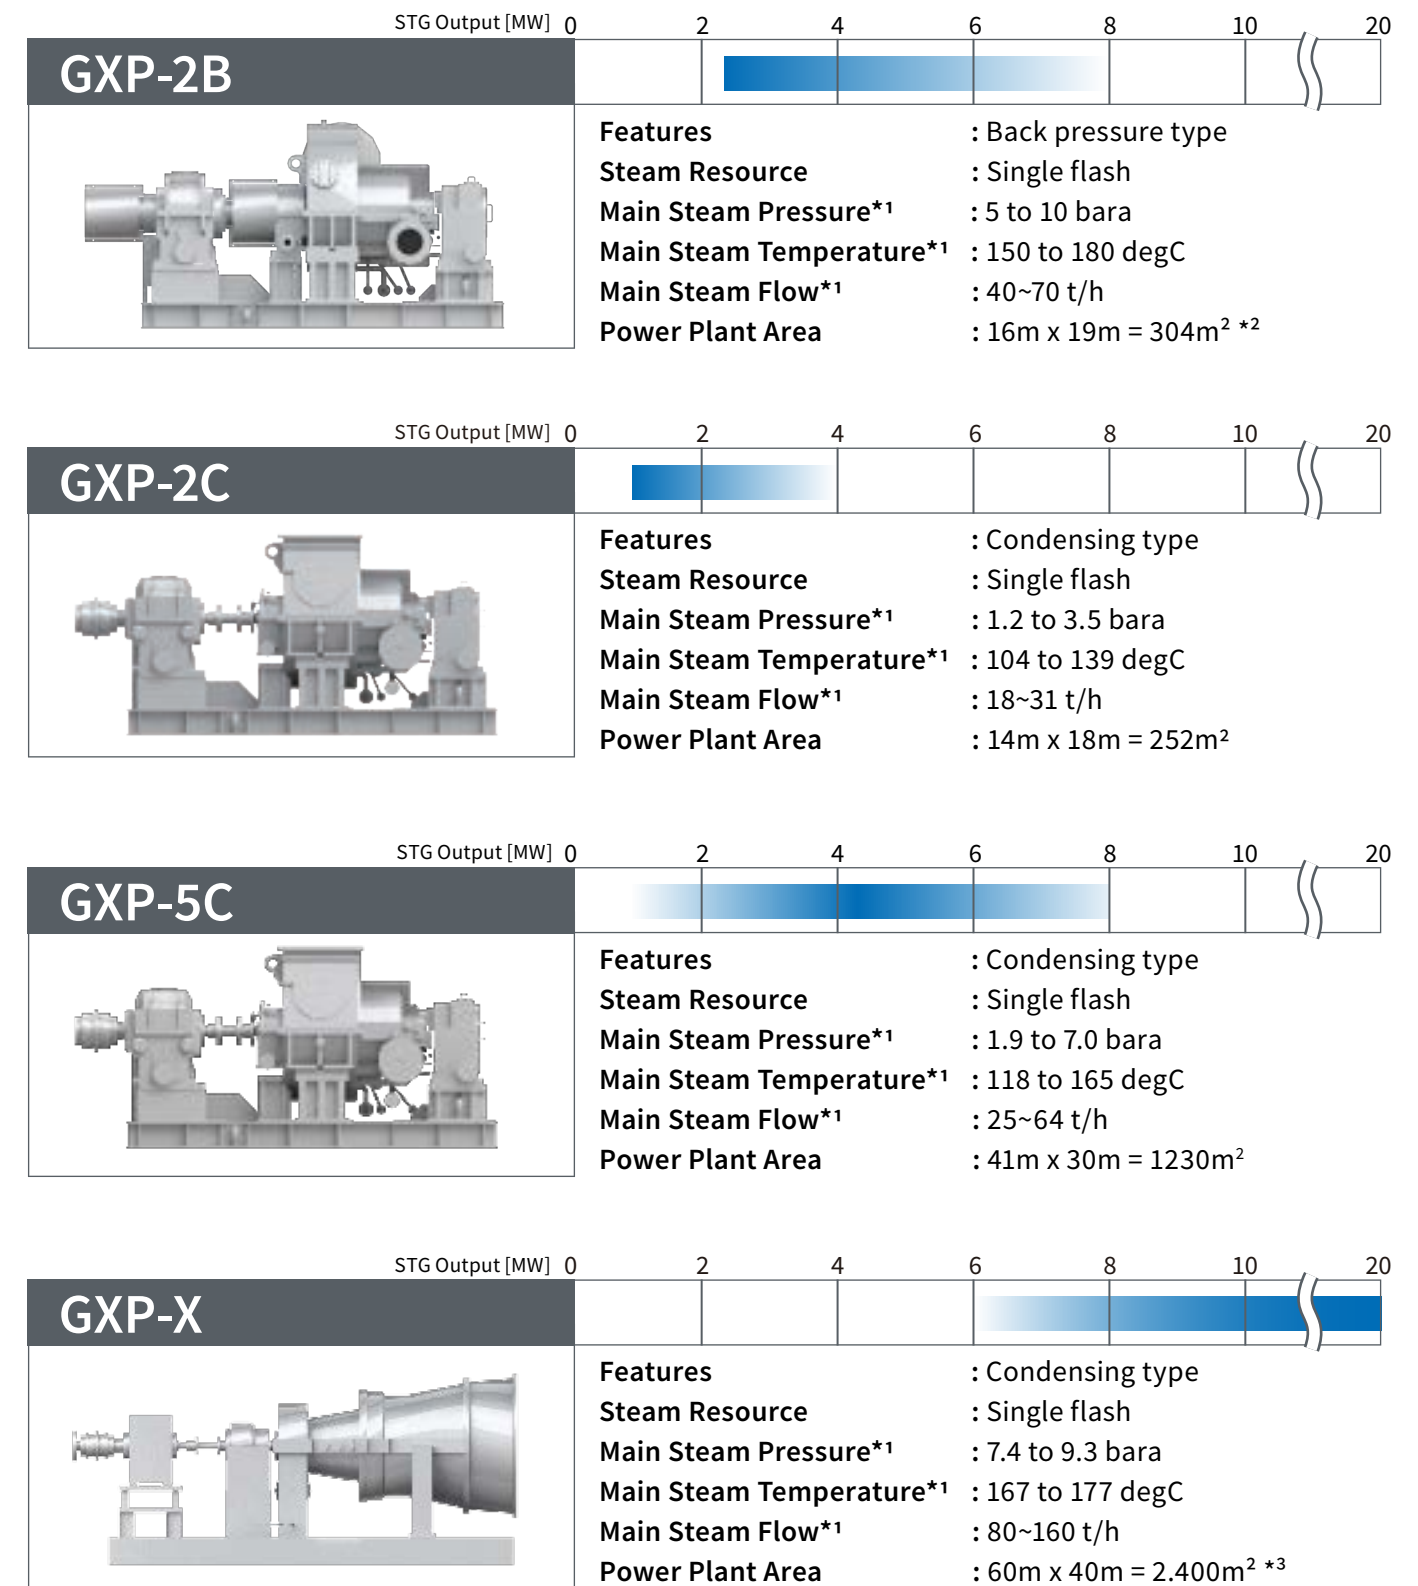 STG Output [MW] 0 2 4 6 8 10 20
GXP-2B
Features : Back pressure type
Steam Resource : Single flash
Main Steam Pressure*¹ : 5 to 10 bara
Main Steam Temperature*¹ : 150 to 180 degC
Main Steam Flow*¹ : 40~70 t/h
Power Plant Area : 16m x 19m = 304m² *²
STG Output [MW] 0 2 4 6 8 10 20
GXP-2C
Features : Condensing type
Steam Resource : Single flash
Main Steam Pressure*¹ : 1.2 to 3.5 bara
Main Steam Temperature*¹ : 104 to 139 degC
Main Steam Flow*¹ : 18~31 t/h
Power Plant Area : 14m x 18m = 252m²
STG Output [MW] 0 2 4 6 8 10 20
GXP-5C
Features : Condensing type
Steam Resource : Single flash
Main Steam Pressure*¹ : 1.9 to 7.0 bara
Main Steam Temperature*¹ : 118 to 165 degC
Main Steam Flow*¹ : 25~64 t/h
Power Plant Area : 41m x 30m = 1230m²
STG Output [MW] 0 2 4 6 8 10 20
GXP-X
Features : Condensing type
Steam Resource : Single flash
Main Steam Pressure*¹ : 7.4 to 9.3 bara
Main Steam Temperature*¹ : 167 to 177 degC
Main Steam Flow*¹ : 80~160 t/h
Power Plant Area : 60m x 40m = 2.400m² *³